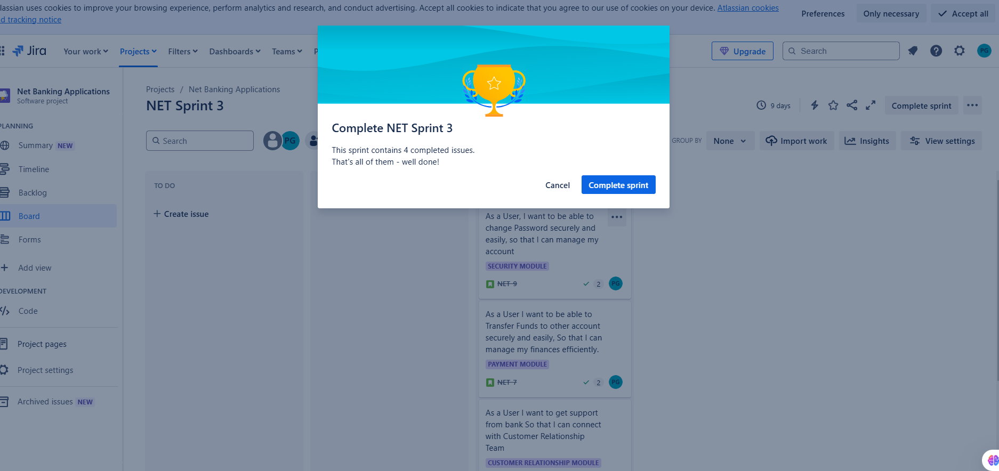 lassian uses cookies to improve your browsing experience, perform analytics and research, and conduct advertising. Accept all cookies to indicate that you agree to our use of cookies on your device. Atlassian cookies
d tracking notice
Preferences
Only necessary
Accept all
Jira
Your work
Projects
Filters
Dashboards
Teams
P
Upgrade
Search
PG
Net Banking Applications
Software project
PLANNING
Summary NEW
Timeline
Backlog
Board
Forms
Add view
DEVELOPMENT
Code
Project pages
Project settings
Archived issues NEW
Projects / Net Banking Applications
NET Sprint 3
9 days
Complete sprint
Search
PG
GROUP BY
None
Import work
Insights
View settings
Complete NET Sprint 3
This sprint contains 4 completed issues.
That's all of them - well done!
Cancel
Complete sprint
TO DO
+ Create issue
As a User, I want to be able to
change Password securely and
easily, so that I can manage my
account
SECURITY MODULE
NET-9
2
PG
As a User I want to be able to
Transfer Funds to other account
securely and easily, So that I can
manage my finances efficiently.
PAYMENT MODULE
NET-7
2
PG
As a User I want to get support
from bank So that I can connect
with Customer Relationship
Team
CUSTOMER RELATIONSHIP MODULE